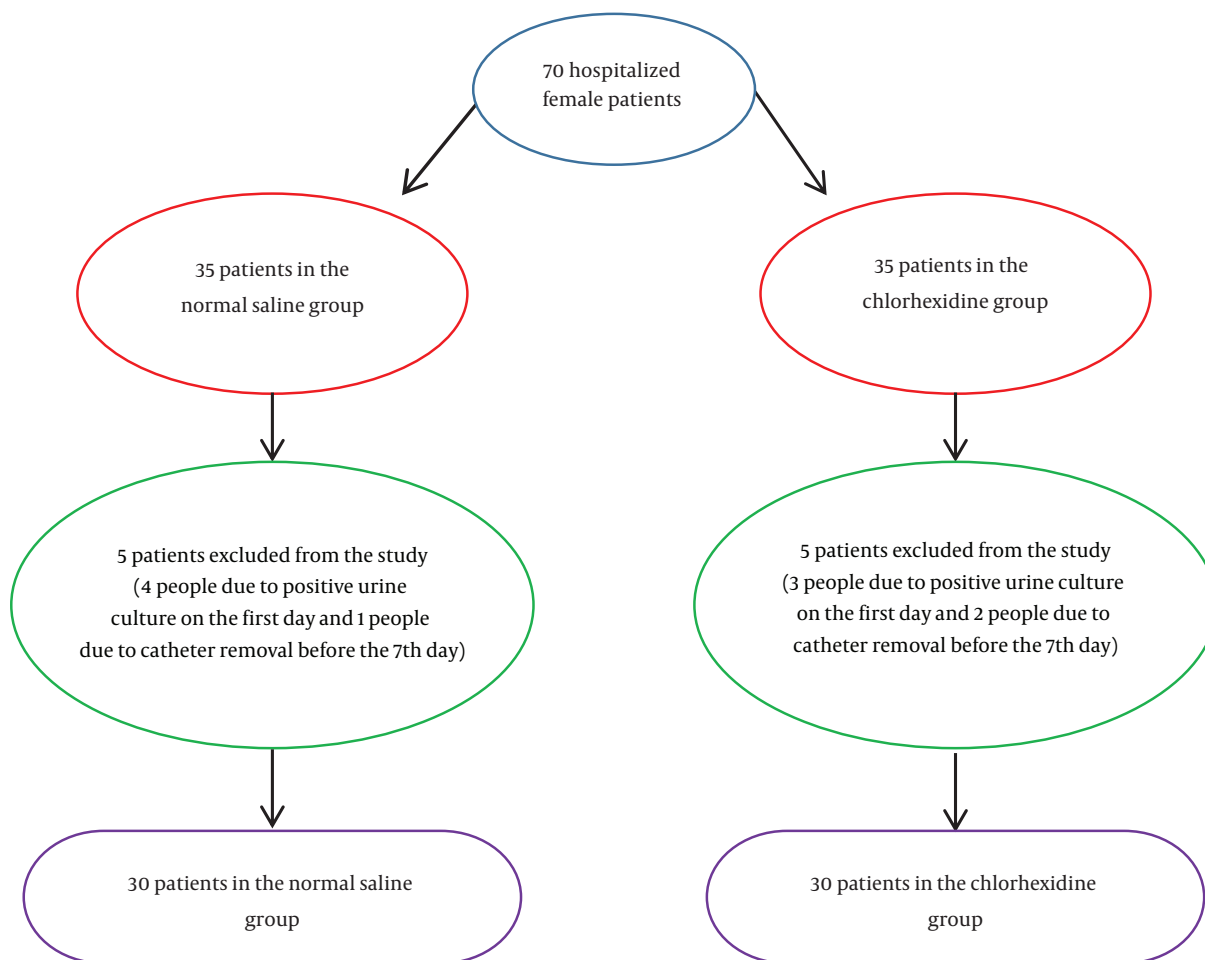 70 hospitalized
female patients
35 patients in the
normal saline group
35 patients in the
chlorhexidine group
5 patients excluded from the study
(4 people due to positive urine
culture on the first day and 1 people
due to catheter removal before the 7th day)
5 patients excluded from the study
(3 people due to positive urine culture
on the first day and 2 people due to
catheter removal before the 7th day)
30 patients in the normal saline
group
30 patients in the chlorhexidine
group